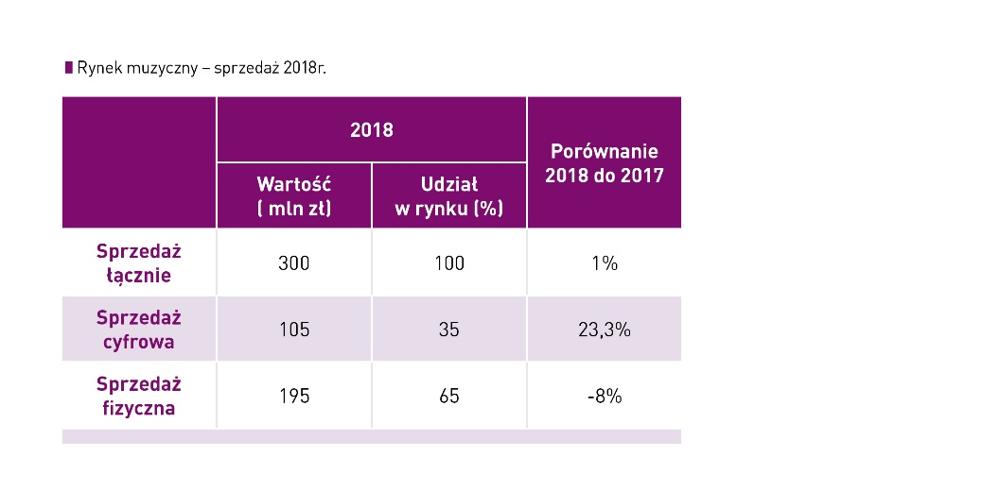 Rynek muzyczny – sprzedaż 2018r.
2018
Porównanie
2018 do 2017
Wartość
( mln zł)
Udział
w rynku (%)
Sprzedaż
łącznie
300
100
1%
Sprzedaż
cyfrowa
105
35
23,3%
Sprzedaż
fizyczna
195
65
-8%